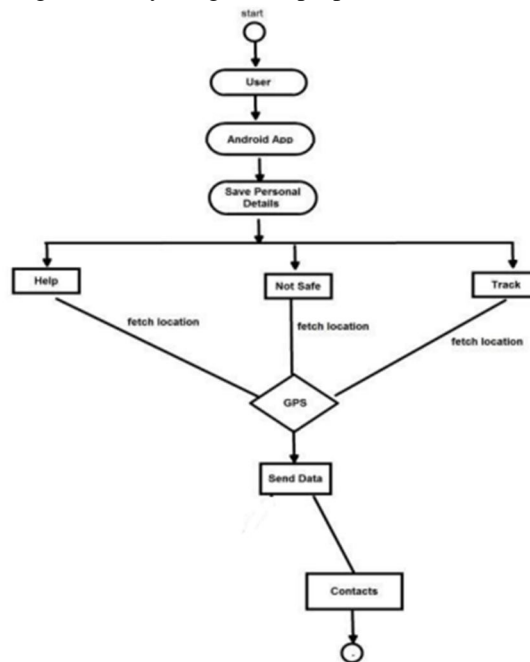 start
User
Android App
Save Personal
Details
Help
Not Safe
Track
fetch location
fetch location
fetch location
GPS
Send Data
Contacts